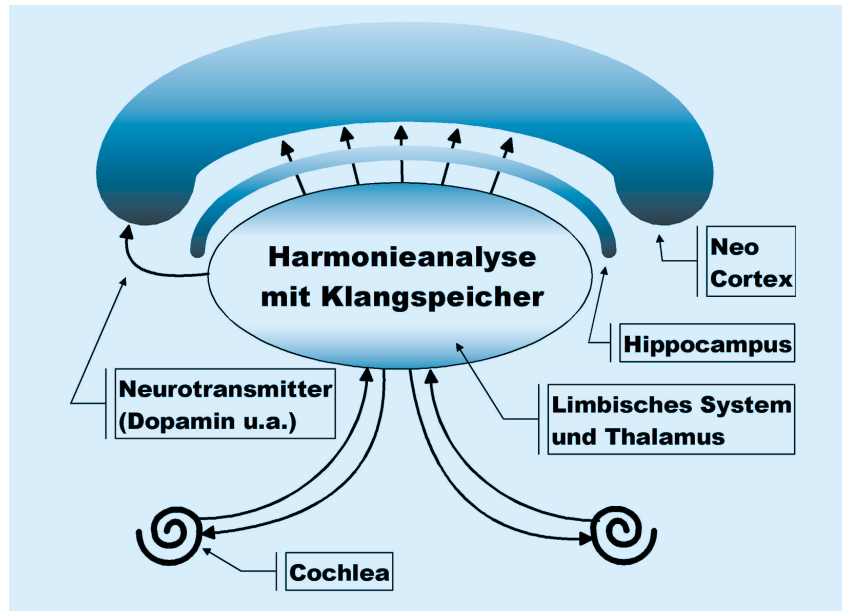 Harmonieanalyse
mit Klangspeicher
Neo
Cortex
Hippocampus
Neurotransmitter
(Dopamin u.a.)
Limbisches System
und Thalamus
Cochlea